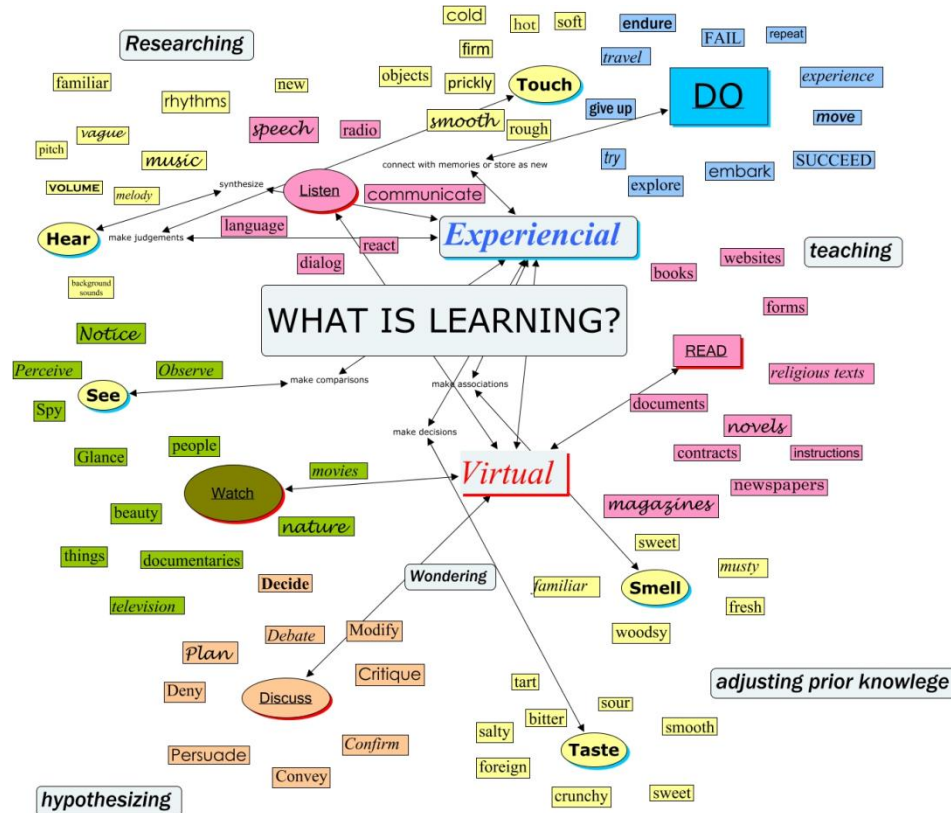 cold
hot
soft
endure
FAIL
repeat
Researching
firm
travel
familiar
new
objects
prickly
Touch
experience
rhythms
DO
give up
move
speech
radio
smooth
rough
vague
pitch
music
connect with memories or store as new
try
SUCCEED
embark
explore
VOLUME
melody
synthesize
Listen
communicate
Hear
make judgements
language
react
Experiencial
dialog
teaching
websites
books
background
sounds
forms
WHAT IS LEARNING?
Notice
READ
Perceive
Observe
make comparisons
make associations
religious texts
See
Spy
documents
novels
make decisions
people
Glance
movies
Virtual
contracts
instructions
newspapers
Watch
magazines
beauty
nature
sweet
things
documentaries
Wondering
Decide
familiar
Smell
musty
fresh
television
woodsy
Debate
Modify
Plan
Critique
Deny
Discuss
tart
adjusting prior knowlege
sour
bitter
salty
smooth
Confirm
Persuade
Taste
Convey
foreign
crunchy
sweet
hypothesizing